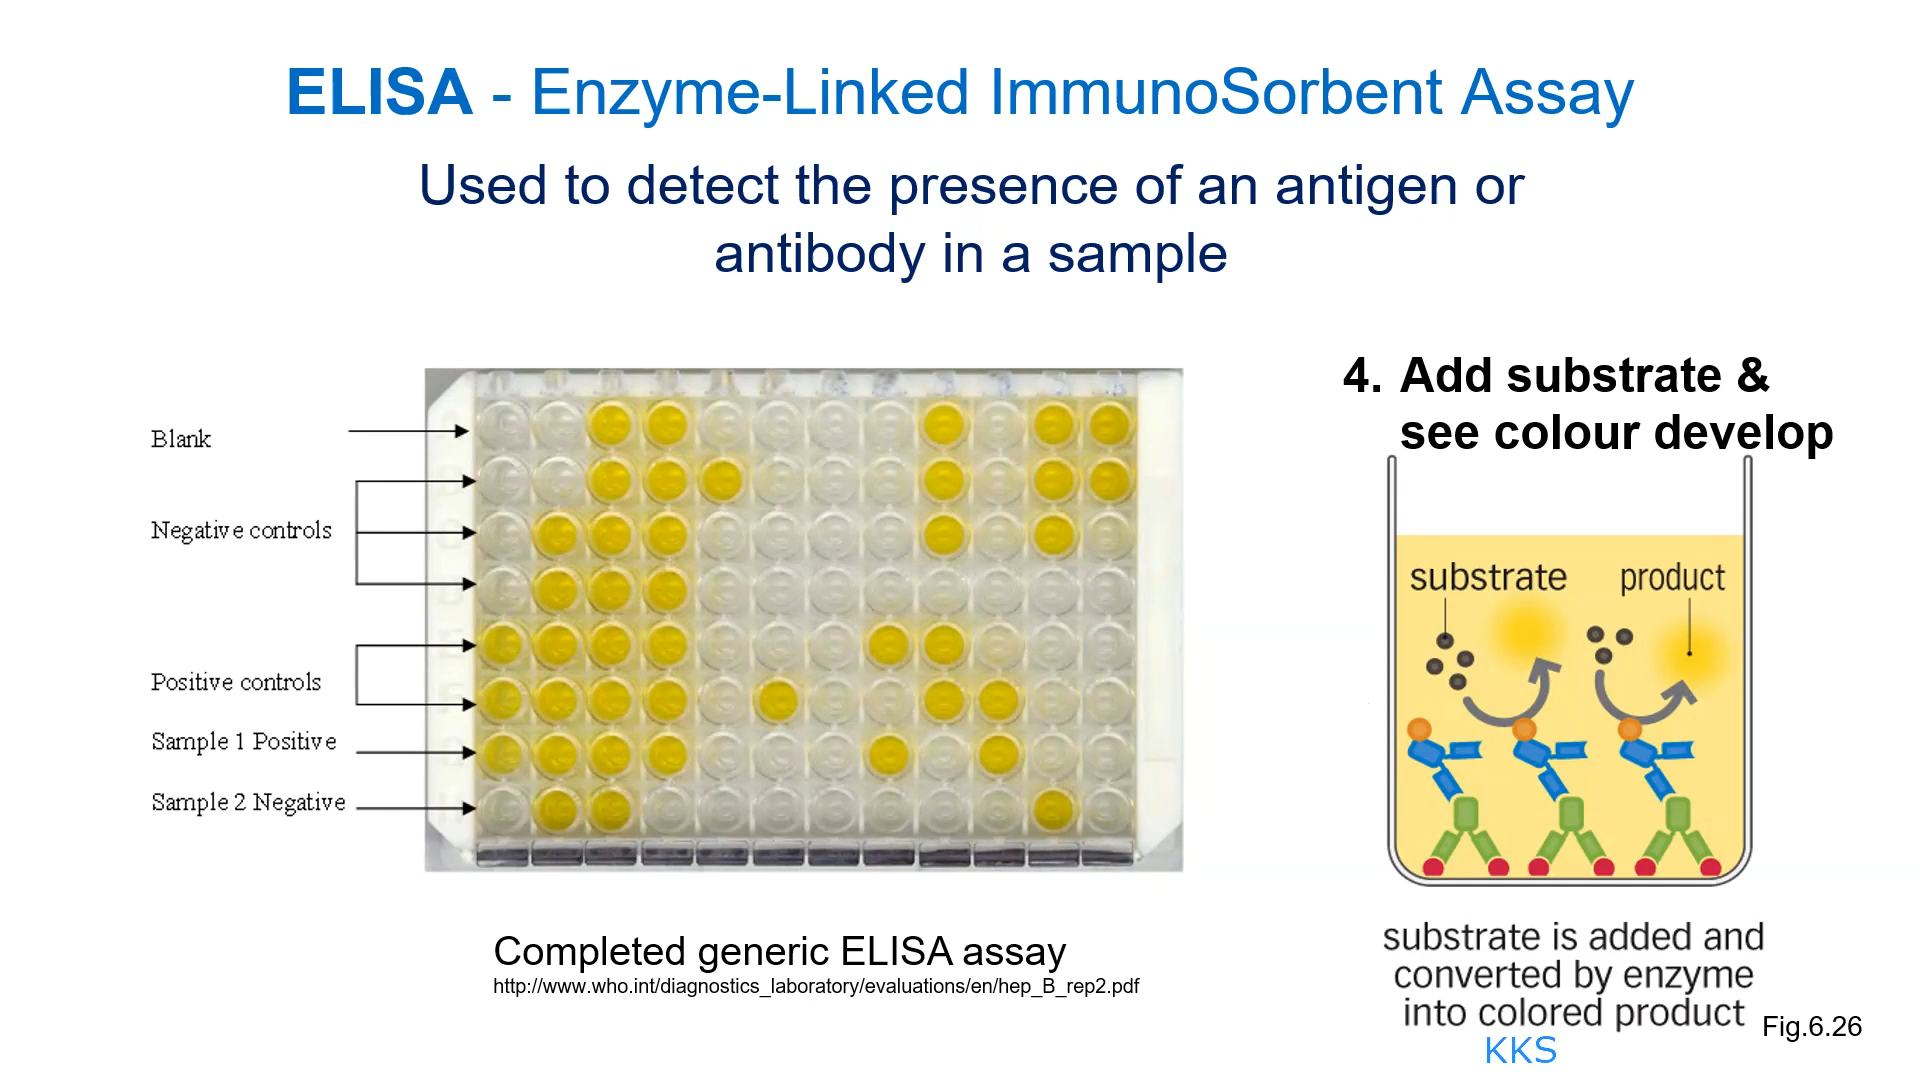 ELISA - Enzyme-Linked ImmunoSorbent Assay
Used to detect the presence of an antigen or
antibody in a sample
Blank
Negative controls
Positive controls
Sample 1 Positive
Sample 2 Negative
Completed generic ELISA assay
http://www.who.int/diagnostics_laboratory/evaluations/en/hep_B_rep2.pdf
4. Add substrate &
see colour develop
substrate
product
substrate is added and
converted by enzyme
into colored product
Fig.6.26
KKS